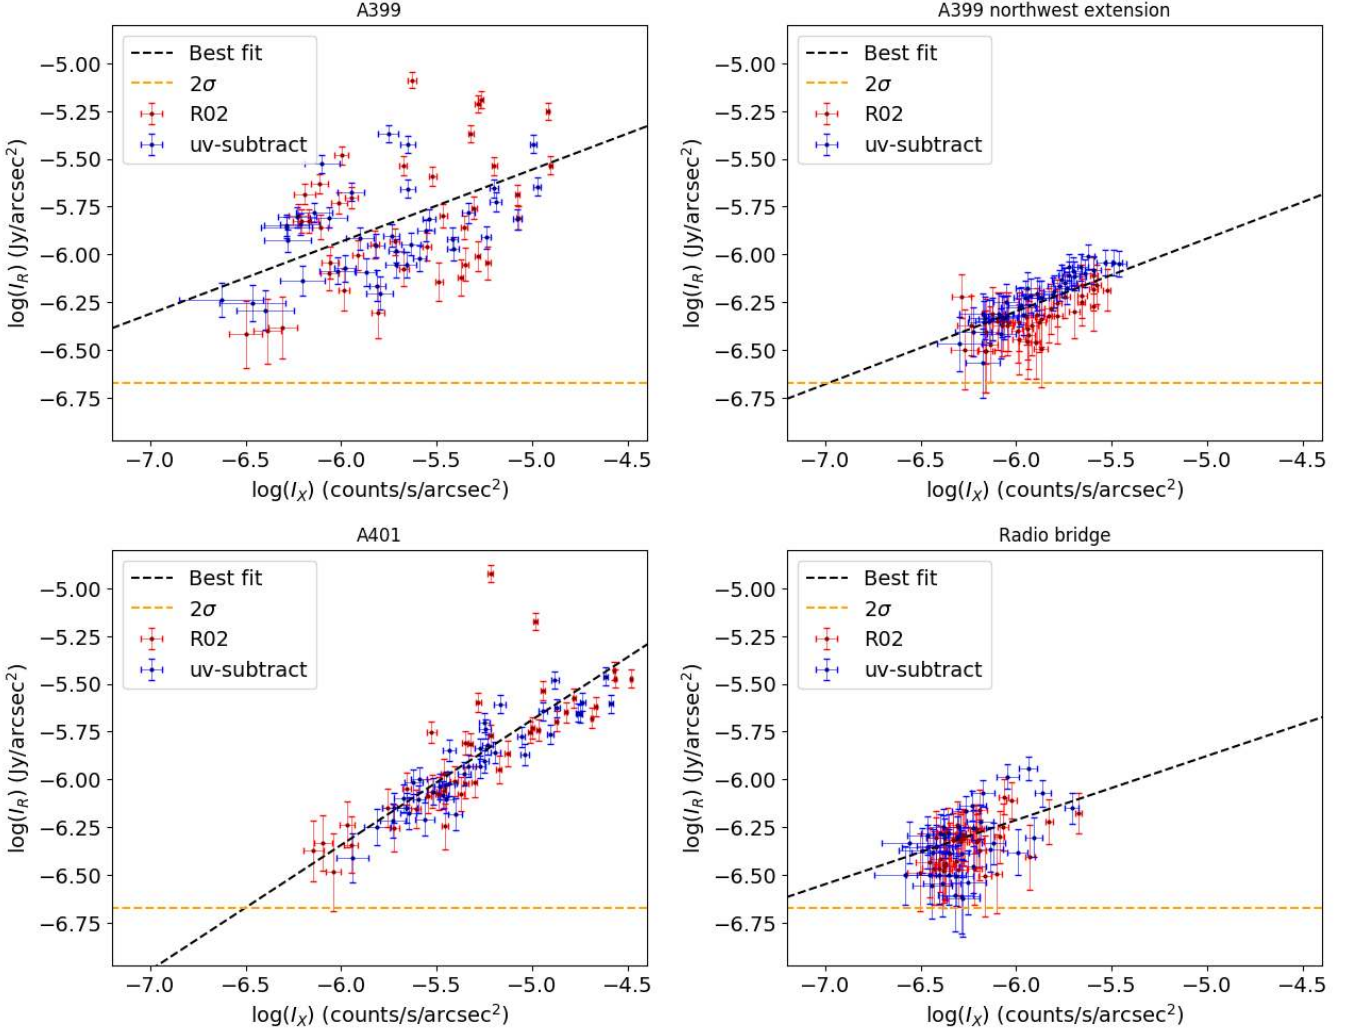 A399
Best fit
2σ
R02
uv-subtract
−5.00
−5.25
−5.50
−5.75
−6.00
−6.25
−6.50
−6.75
log(I_R) (Jy/arcsec²)
−7.0 −6.5 −6.0 −5.5 −5.0 −4.5
log(I_X) (counts/s/arcsec²)
A399 northwest extension
Best fit
2σ
R02
uv-subtract
−5.00
−5.25
−5.50
−5.75
−6.00
−6.25
−6.50
−6.75
log(I_R) (Jy/arcsec²)
−7.0 −6.5 −6.0 −5.5 −5.0 −4.5
log(I_X) (counts/s/arcsec²)
A401
Best fit
2σ
R02
uv-subtract
−5.00
−5.25
−5.50
−5.75
−6.00
−6.25
−6.50
−6.75
log(I_R) (Jy/arcsec²)
−7.0 −6.5 −6.0 −5.5 −5.0 −4.5
log(I_X) (counts/s/arcsec²)
Radio bridge
Best fit
2σ
R02
uv-subtract
−5.00
−5.25
−5.50
−5.75
−6.00
−6.25
−6.50
−6.75
log(I_R) (Jy/arcsec²)
−7.0 −6.5 −6.0 −5.5 −5.0 −4.5
log(I_X) (counts/s/arcsec²)